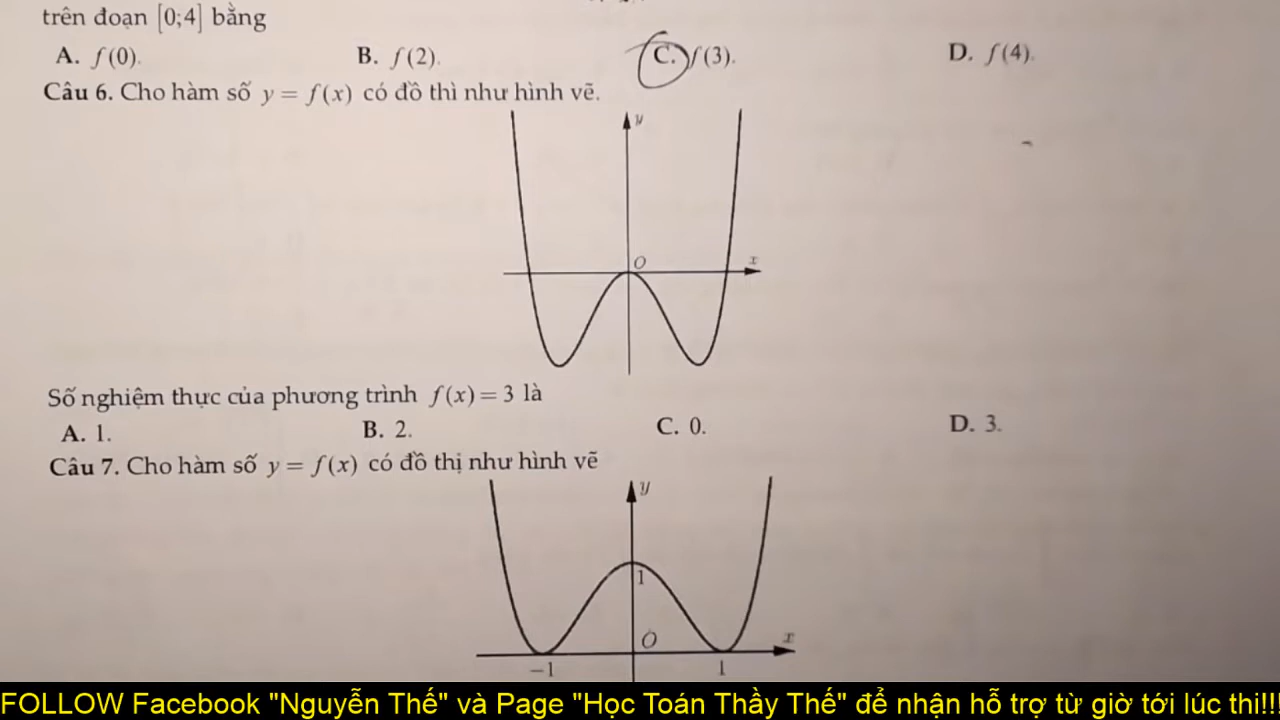 trên đoạn [0;4] bằng
A. f(0). B. f(2). C. f(3). D. f(4).
Câu 6. Cho hàm số y = f(x) có đồ thì như hình vẽ.
y
O x
Số nghiệm thực của phương trình f(x) = 3 là
A. 1. B. 2. C. 0. D. 3.
Câu 7. Cho hàm số y = f(x) có đồ thị như hình vẽ
y
1
O x
−1 1
FOLLOW Facebook "Nguyễn Thế" và Page "Học Toán Thầy Thế" để nhận hỗ trợ từ giờ tới lúc thi!!!